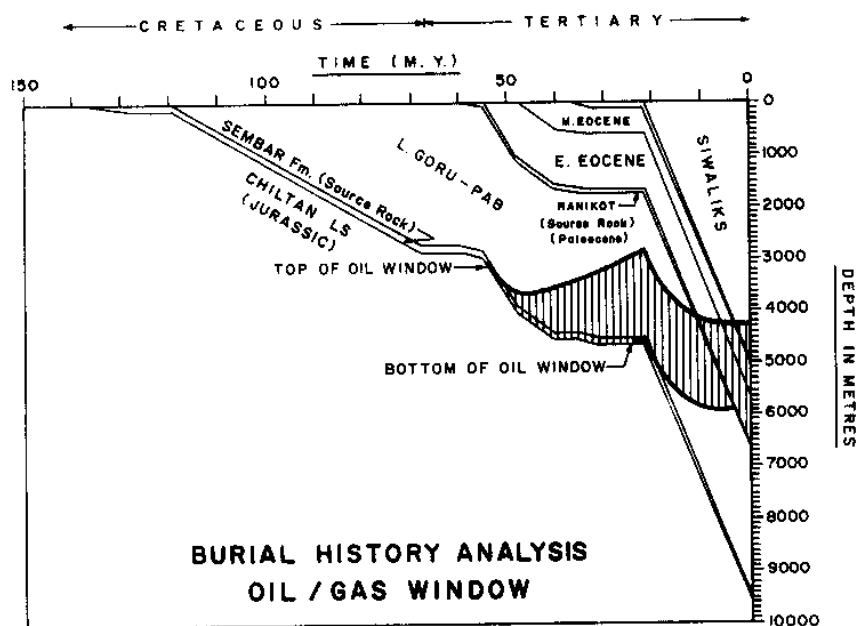 CRETACEOUS
TERTIARY
TIME (M.Y.)
150
100
50
0
0
1000
2000
3000
4000
5000
6000
7000
8000
9000
10000
DEPTH IN METRES
SEMBAR Fm. (Source Rock)
CHILTAN LS
(JURASSIC)
L. GORU-PAB
M. EOCENE
E. EOCENE
RANIKOT
(Source Rock)
(Paleocene)
SIWALIKS
TOP OF OIL WINDOW
BOTTOM OF OIL WINDOW
BURIAL HISTORY ANALYSIS
OIL / GAS WINDOW